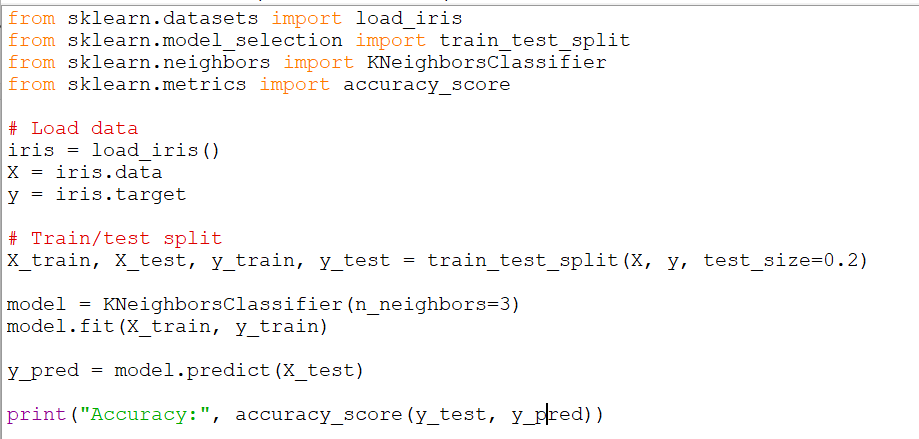 from sklearn.datasets import load_iris
from sklearn.model_selection import train_test_split
from sklearn.neighbors import KNeighborsClassifier
from sklearn.metrics import accuracy_score
# Load data
iris = load_iris()
X = iris.data
y = iris.target
# Train/test split
X_train, X_test, y_train, y_test = train_test_split(X, y, test_size=0.2)
model = KNeighborsClassifier(n_neighbors=3)
model.fit(X_train, y_train)
y_pred = model.predict(X_test)
print("Accuracy:", accuracy_score(y_test, y_pred))